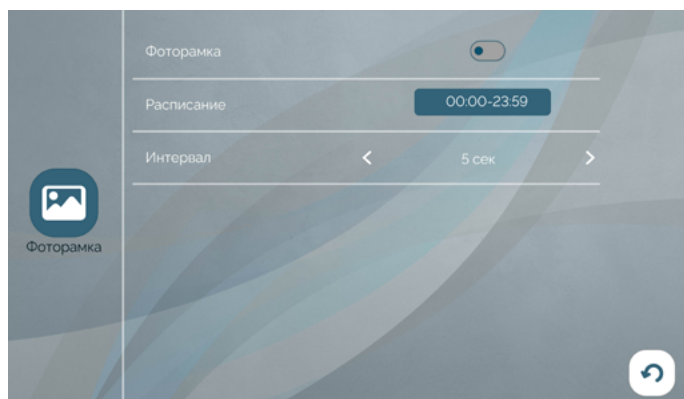 Фоторамка
Расписание
00:00-23:59
Интервал
5 сек
Фоторамка